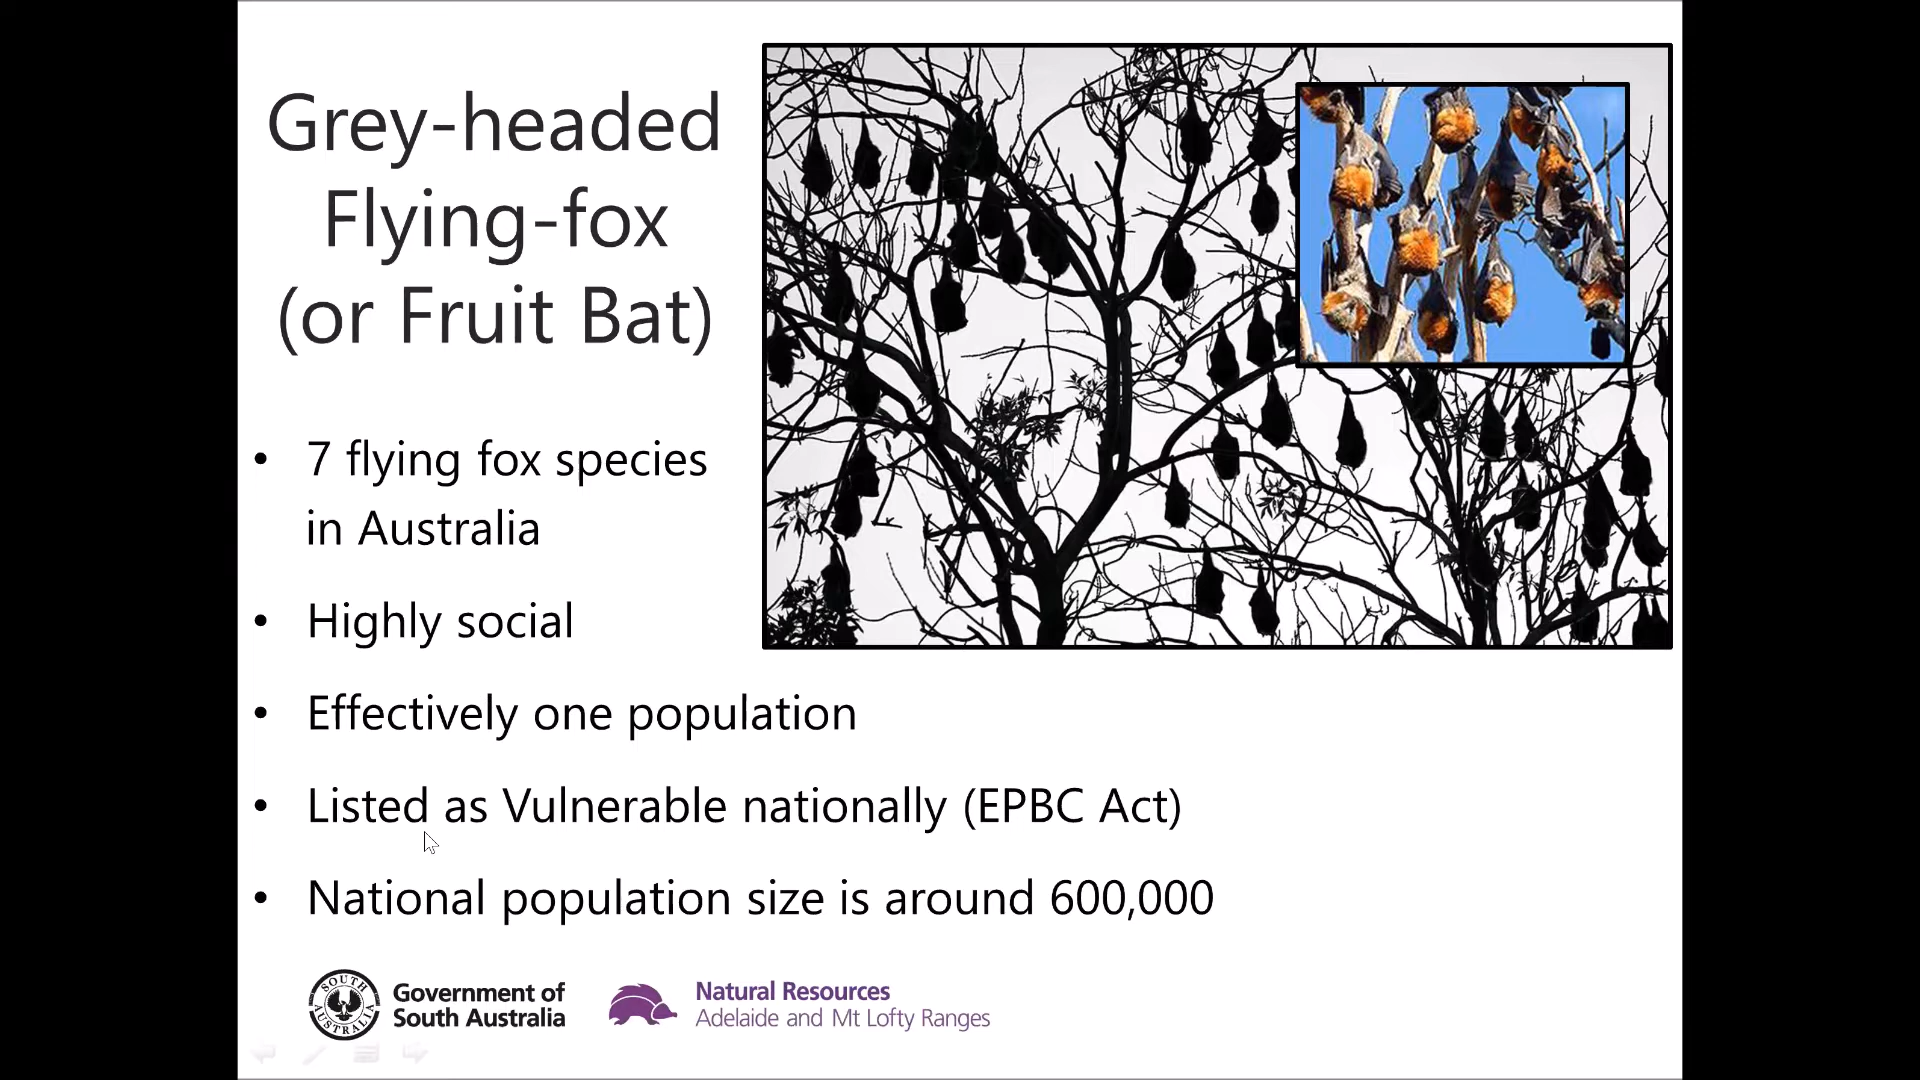 Grey-headed
Flying-fox
(or Fruit Bat)
• 7 flying fox species
in Australia
• Highly social
• Effectively one population
• Listed as Vulnerable nationally (EPBC Act)
• National population size is around 600,000
SOUTH
AUSTRALIA
Government of
South Australia
Natural Resources
Adelaide and Mt Lofty Ranges